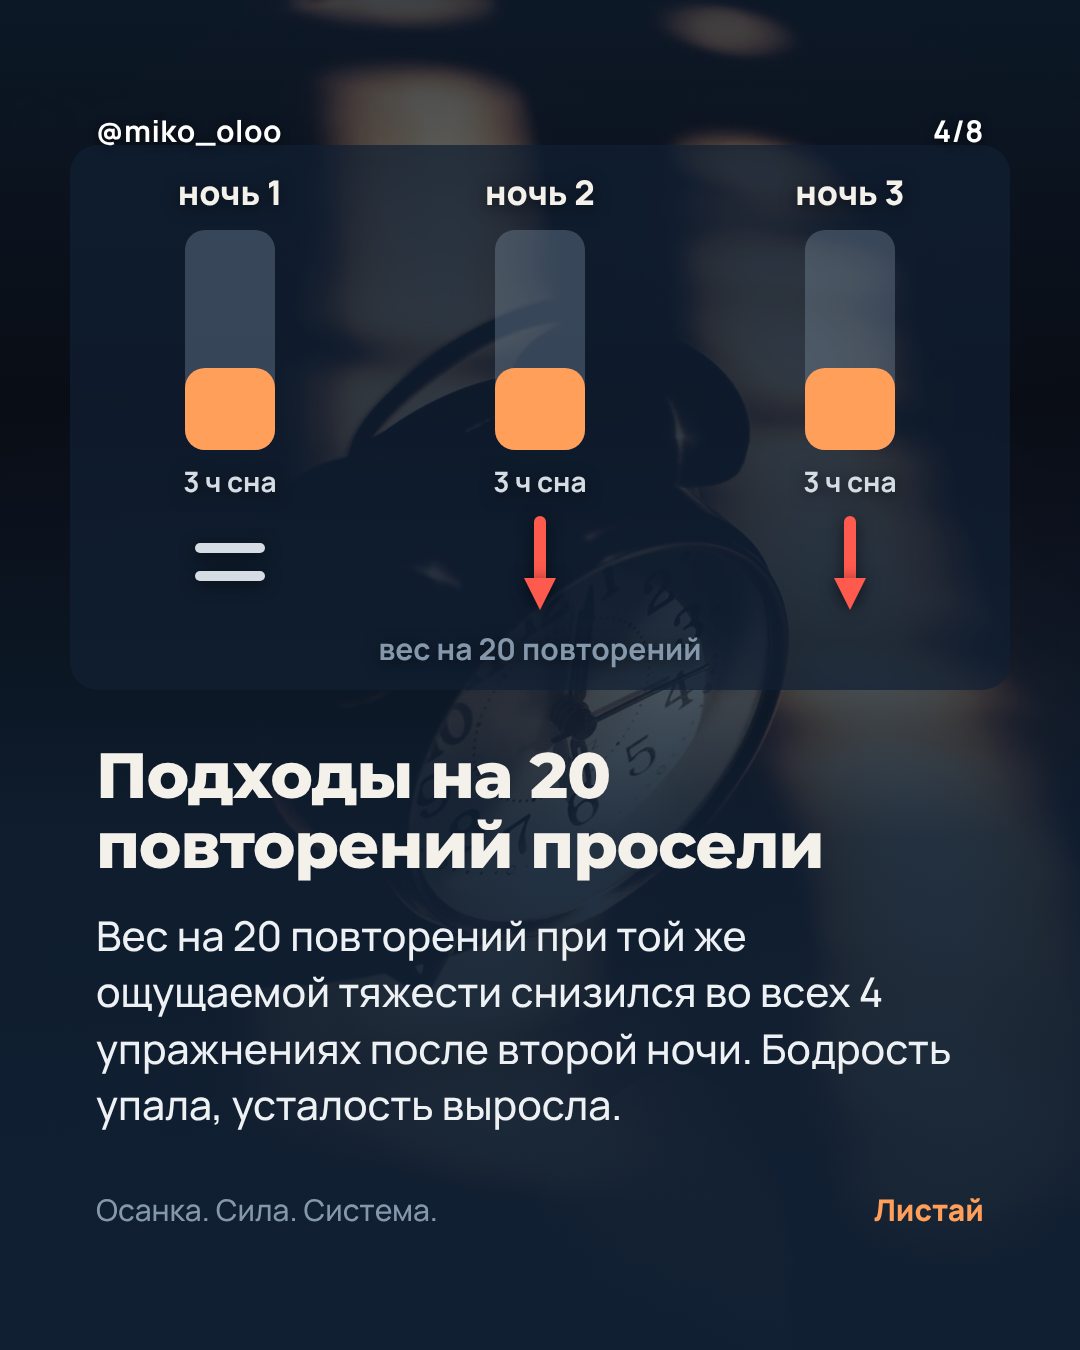 @miko_oloo 4/8
ночь 1 ночь 2 ночь 3
3 ч сна 3 ч сна 3 ч сна
вес на 20 повторений
Подходы на 20
повторений просели
Вес на 20 повторений при той же
ощущаемой тяжести снизился во всех 4
упражнениях после второй ночи. Бодрость
упала, усталость выросла.
Осанка. Сила. Система. Листай